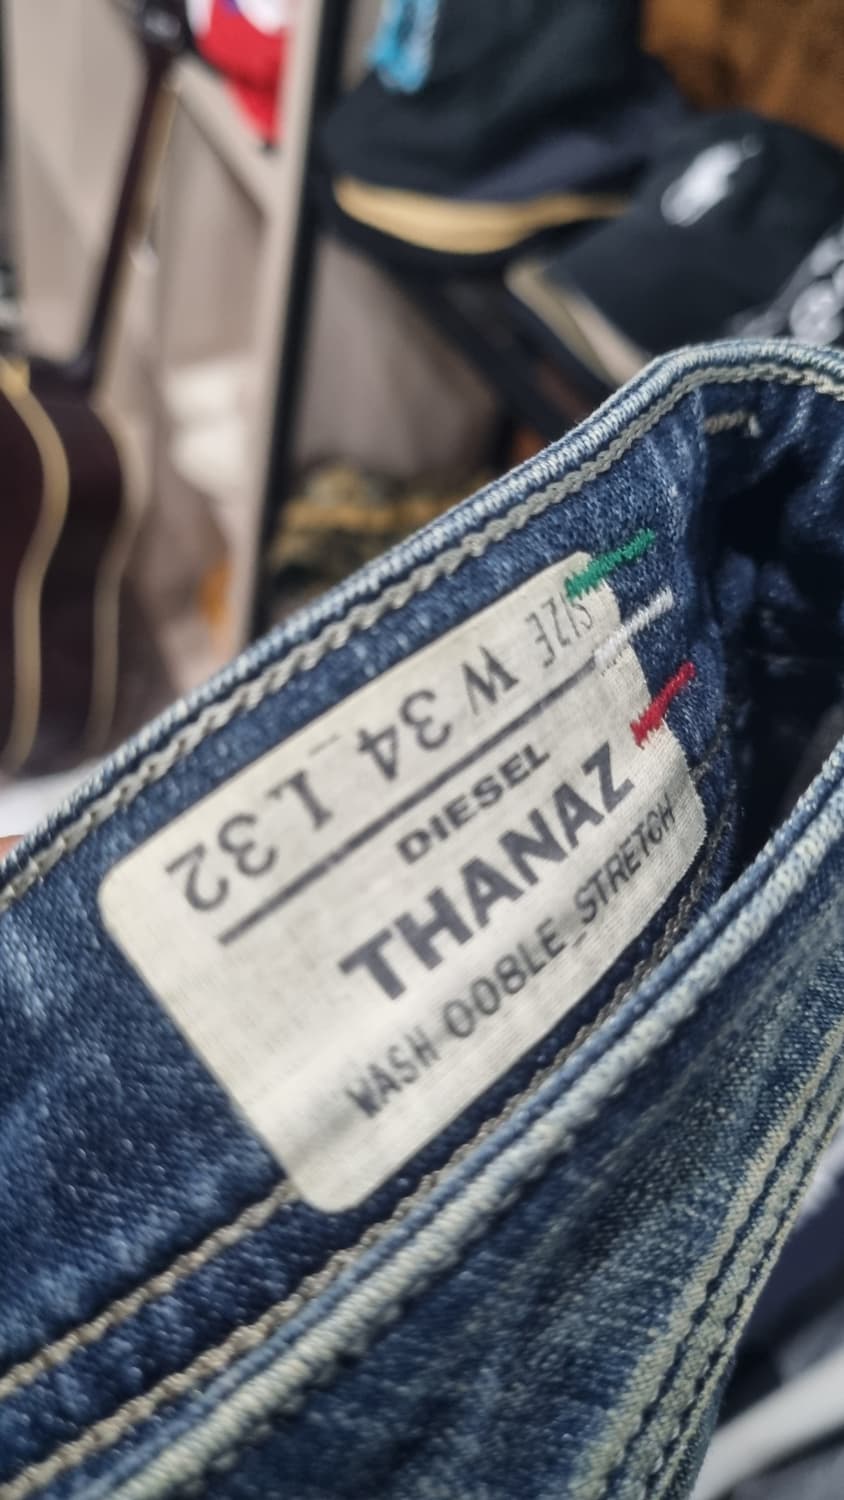 SIZE W 34 L 32
DIESEL
THANAZ
WASH 008LE_STRETCH